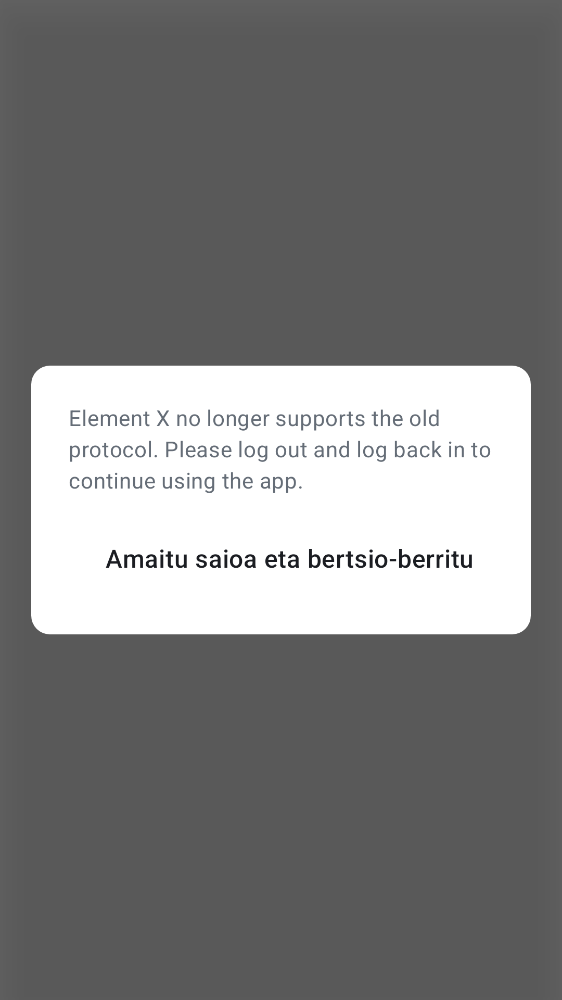 Element X no longer supports the old
protocol. Please log out and log back in to
continue using the app.
Amaitu saioa eta bertsio-berritu